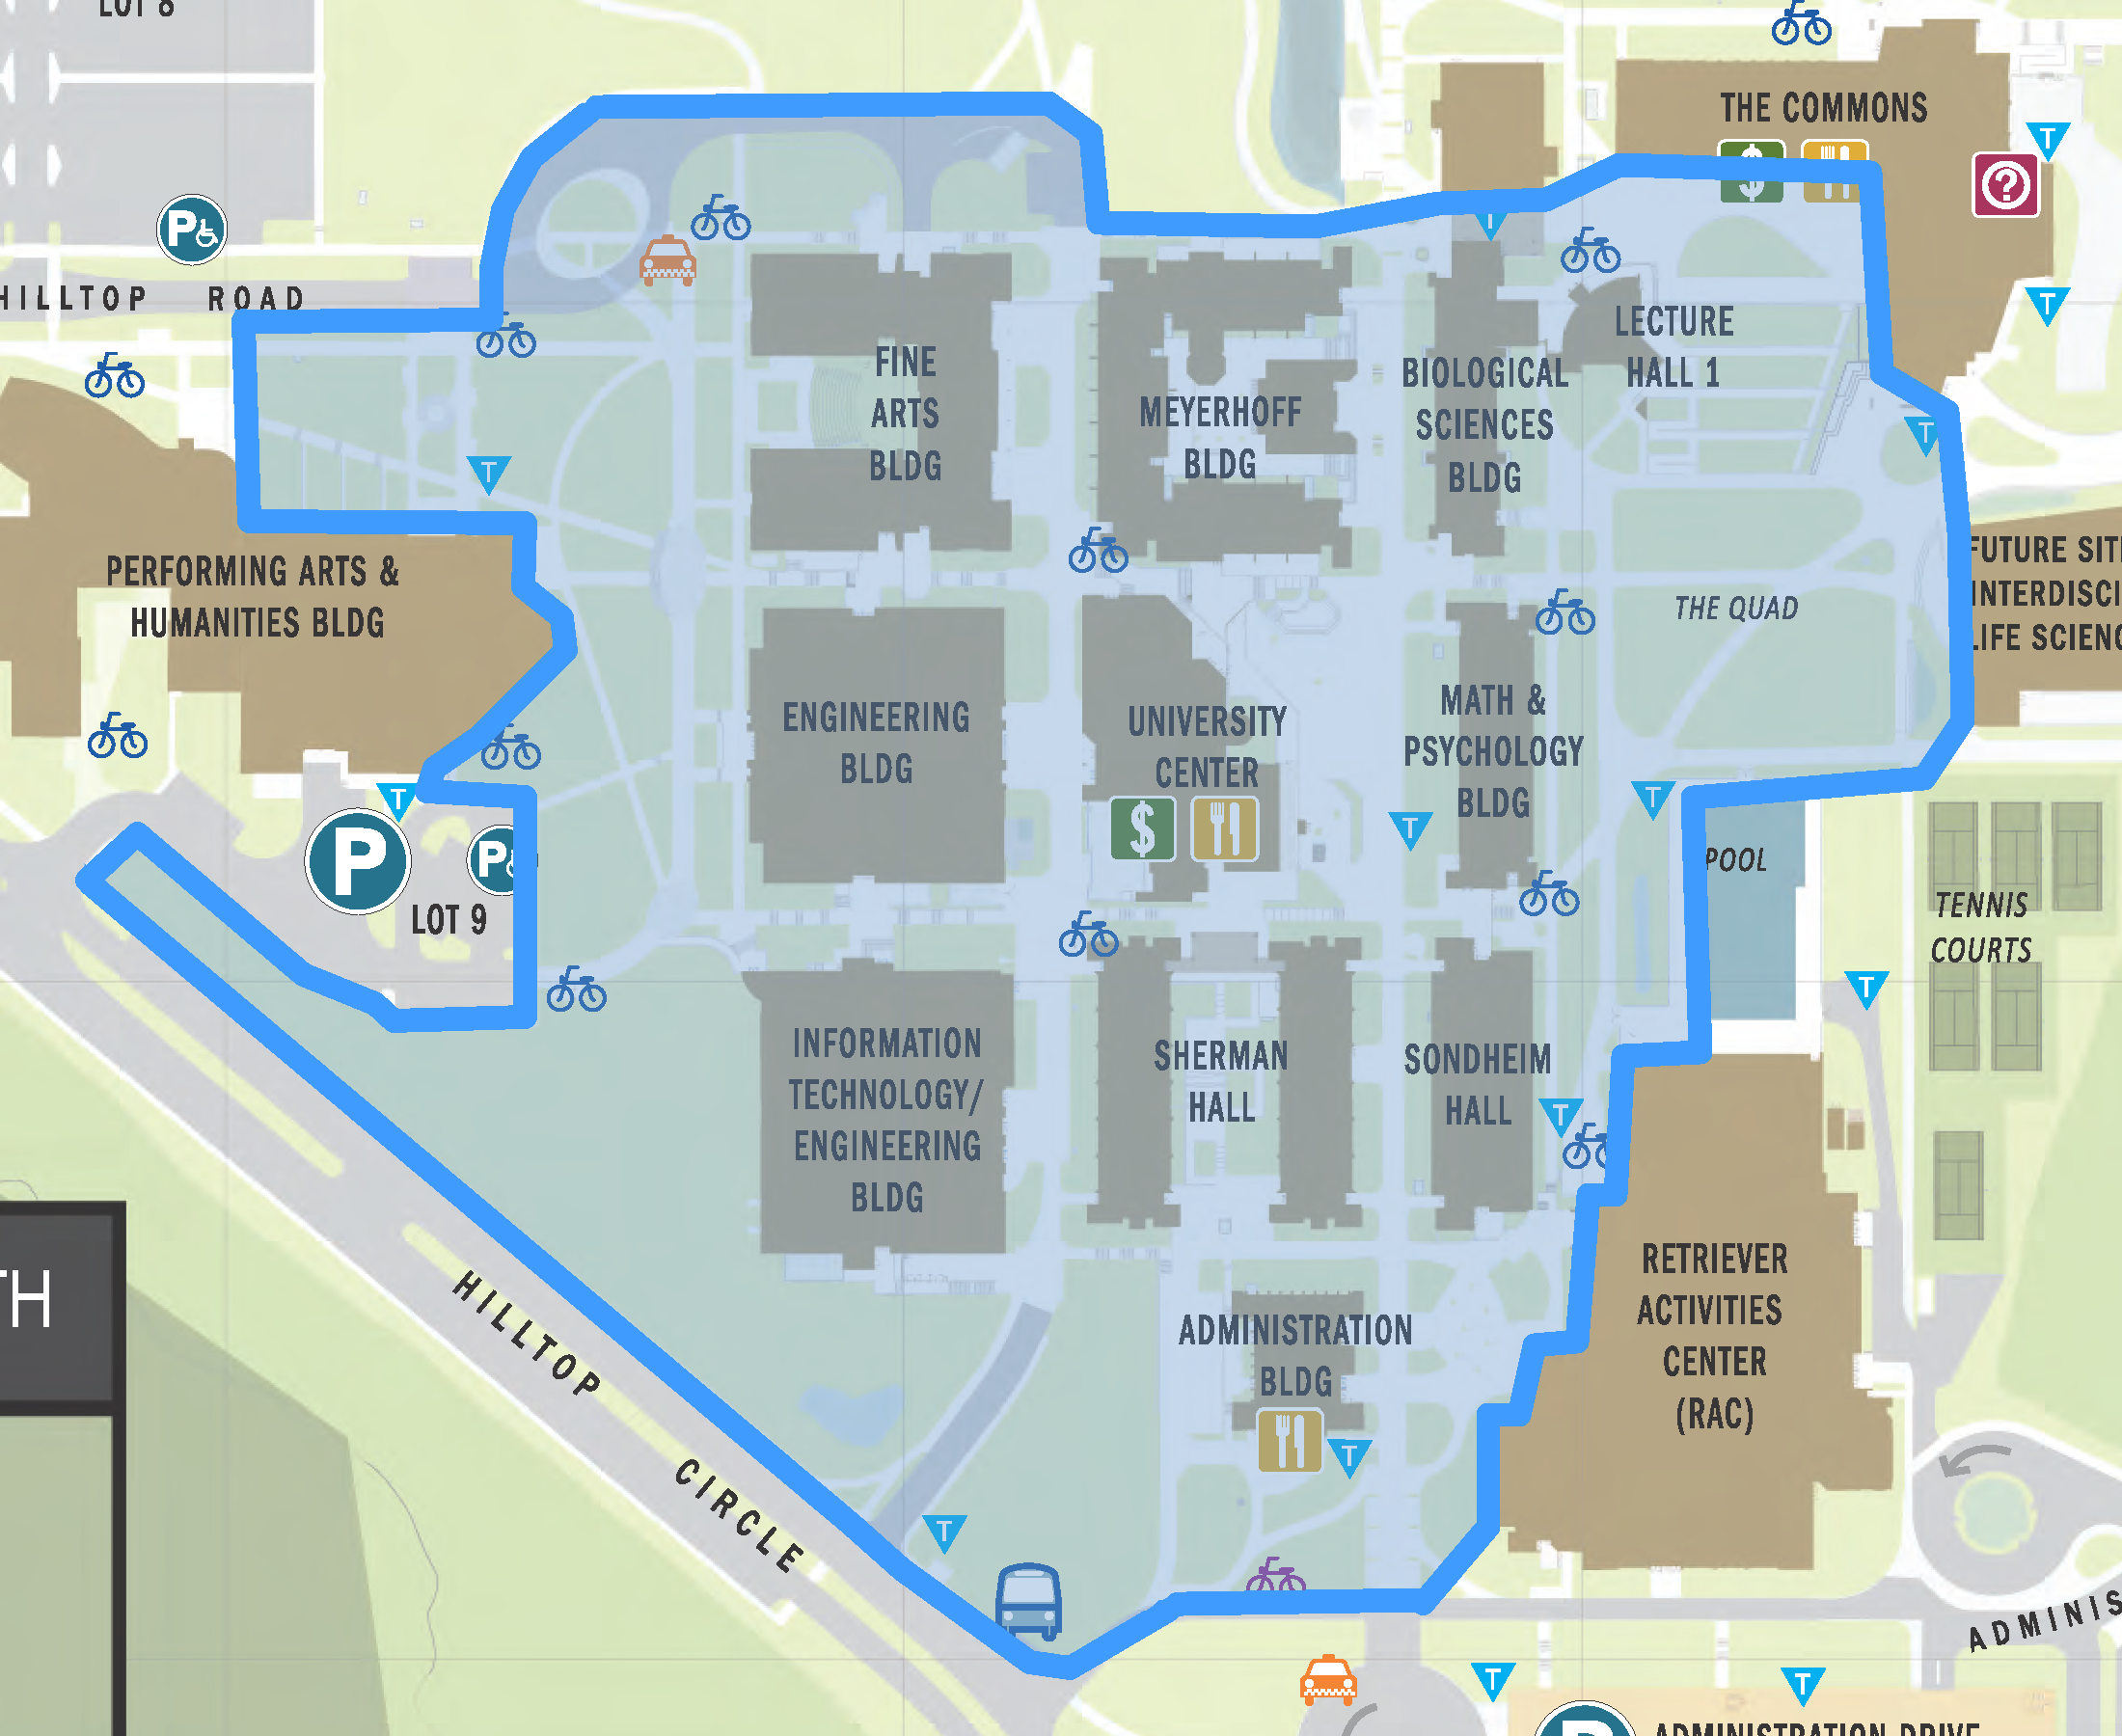 LOT 8
THE COMMONS
$
?
T
P
HILLTOP ROAD
T
T
LECTURE
HALL 1
FINE
ARTS
BLDG
MEYERHOFF
BLDG
BIOLOGICAL
SCIENCES
BLDG
T
T
T
PERFORMING ARTS &
HUMANITIES BLDG
THE QUAD
FUTURE SIT
INTERDISCI
LIFE SCIENC
ENGINEERING
BLDG
UNIVERSITY
CENTER
$
MATH &
PSYCHOLOGY
BLDG
T
T
T
P
P
LOT 9
POOL
TENNIS
COURTS
T
INFORMATION
TECHNOLOGY/
ENGINEERING
BLDG
SHERMAN
HALL
SONDHEIM
HALL
T
TH
HILLTOP CIRCLE
ADMINISTRATION
BLDG
T
RETRIEVER
ACTIVITIES
CENTER
(RAC)
T
ADMINIS
T
T
ADMINISTRATION DRIVE